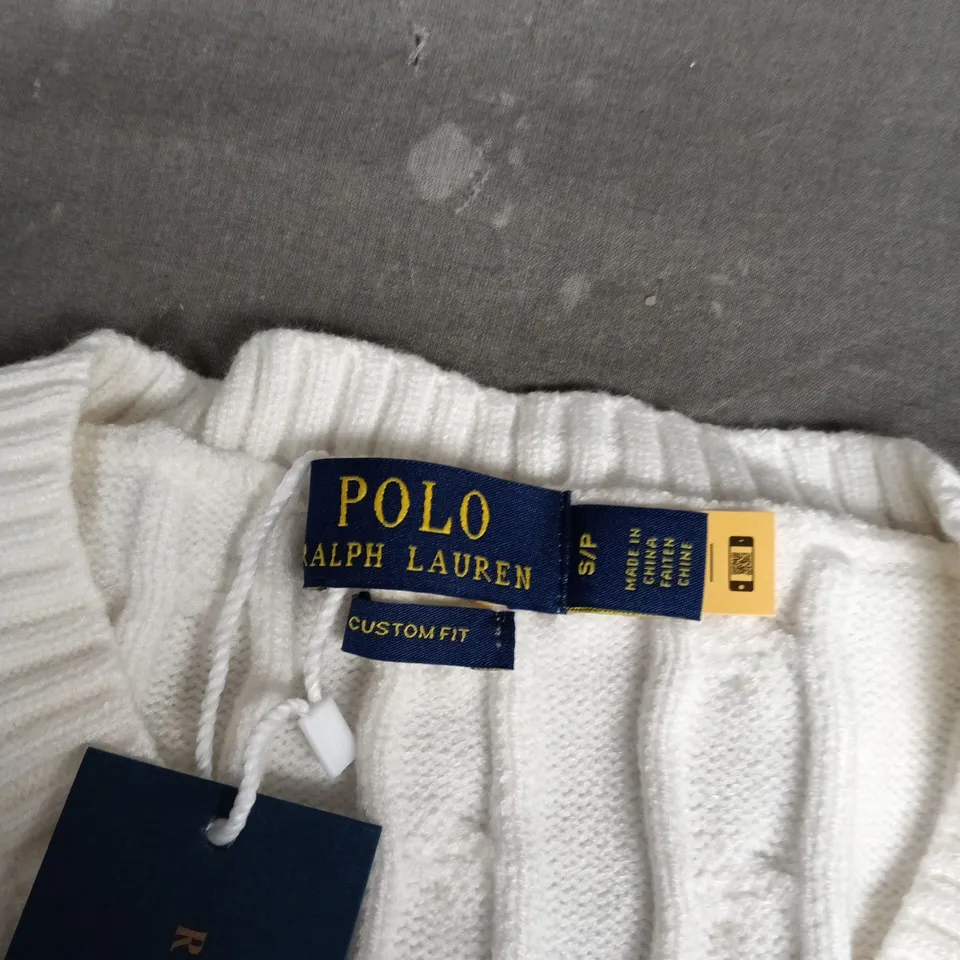 POLO
RALPH LAUREN
CUSTOM FIT
S/P
MADE IN
CHINA
FAIT EN
CHINE
R